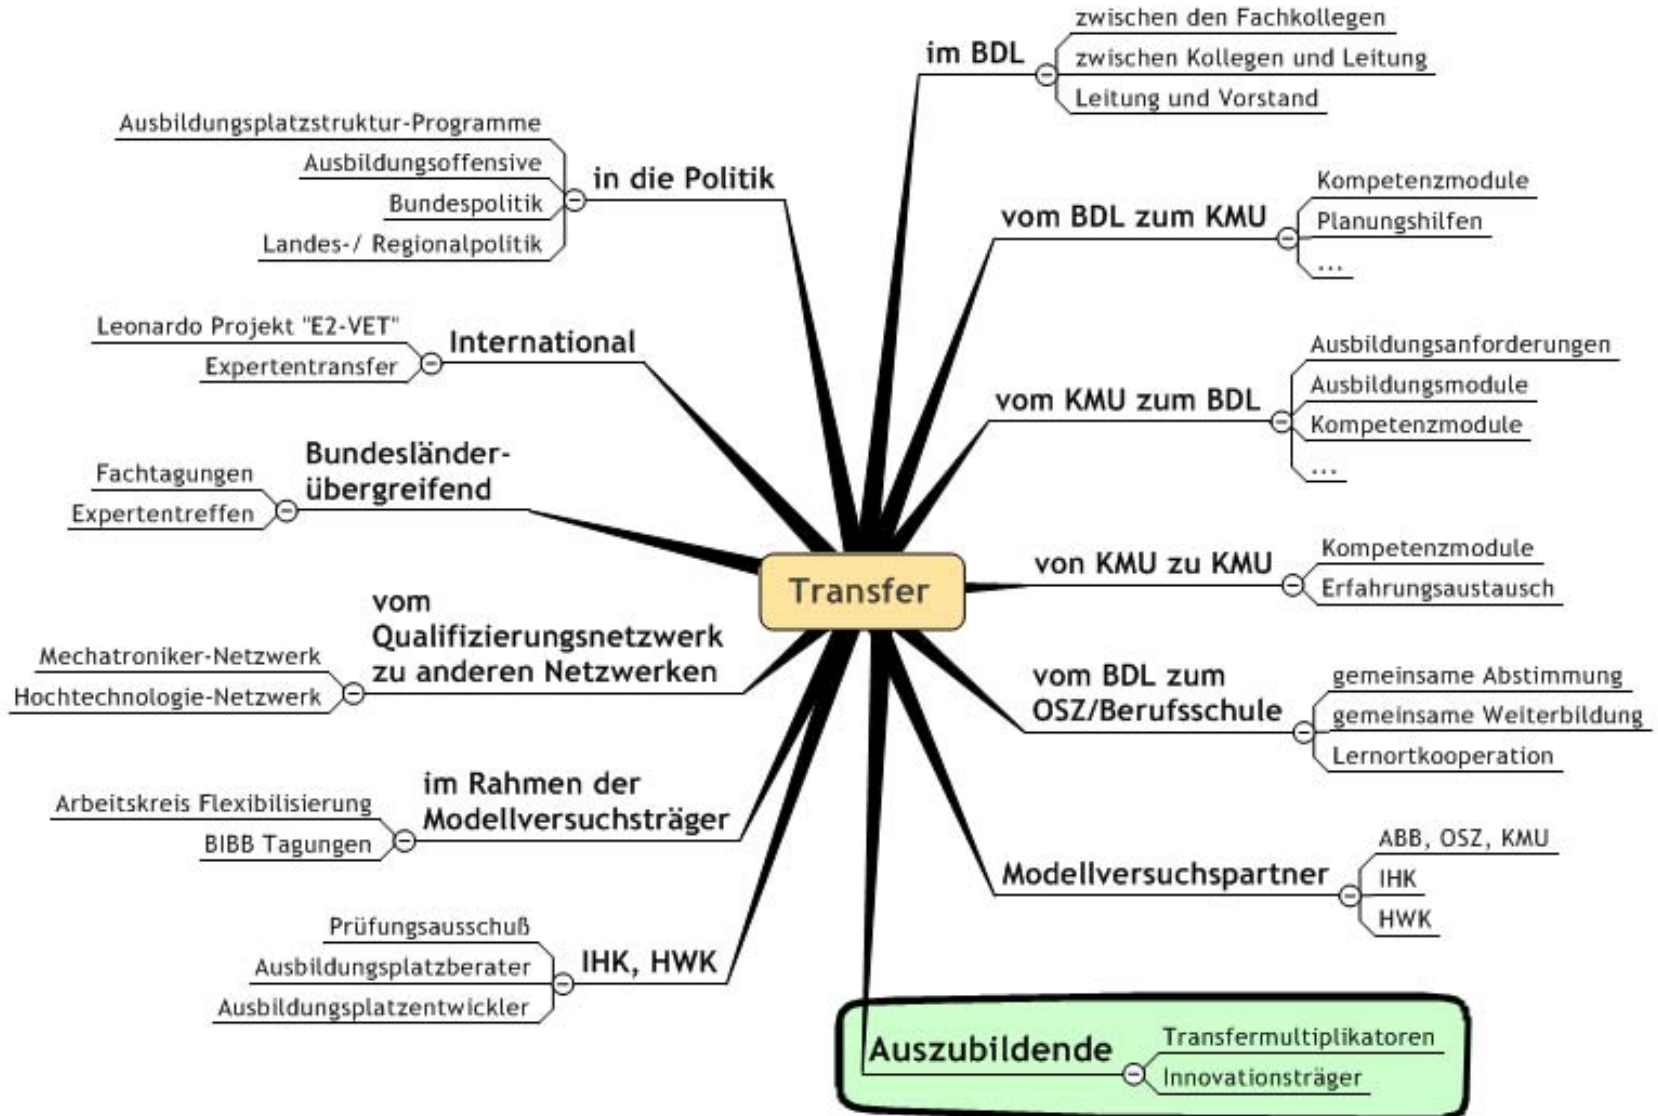 Transfer
im BDL
zwischen den Fachkollegen
zwischen Kollegen und Leitung
Leitung und Vorstand
vom BDL zum KMU
Kompetenzmodule
Planungshilfen
...
vom KMU zum BDL
Ausbildungsanforderungen
Ausbildungsmodule
Kompetenzmodule
...
von KMU zu KMU
Kompetenzmodule
Erfahrungsaustausch
vom BDL zum
OSZ/Berufsschule
gemeinsame Abstimmung
gemeinsame Weiterbildung
Lernortkooperation
Modellversuchspartner
ABB, OSZ, KMU
IHK
HWK
Auszubildende
Transfermultiplikatoren
Innovationsträger
in die Politik
Ausbildungsplatzstruktur-Programme
Ausbildungsoffensive
Bundespolitik
Landes-/ Regionalpolitik
International
Leonardo Projekt "E2-VET"
Expertentransfer
Bundesländer-
übergreifend
Fachtagungen
Expertentreffen
vom
Qualifizierungsnetzwerk
zu anderen Netzwerken
Mechatroniker-Netzwerk
Hochtechnologie-Netzwerk
im Rahmen der
Modellversuchsträger
Arbeitskreis Flexibilisierung
BIBB Tagungen
IHK, HWK
Prüfungsausschuß
Ausbildungsplatzberater
Ausbildungsplatzentwickler